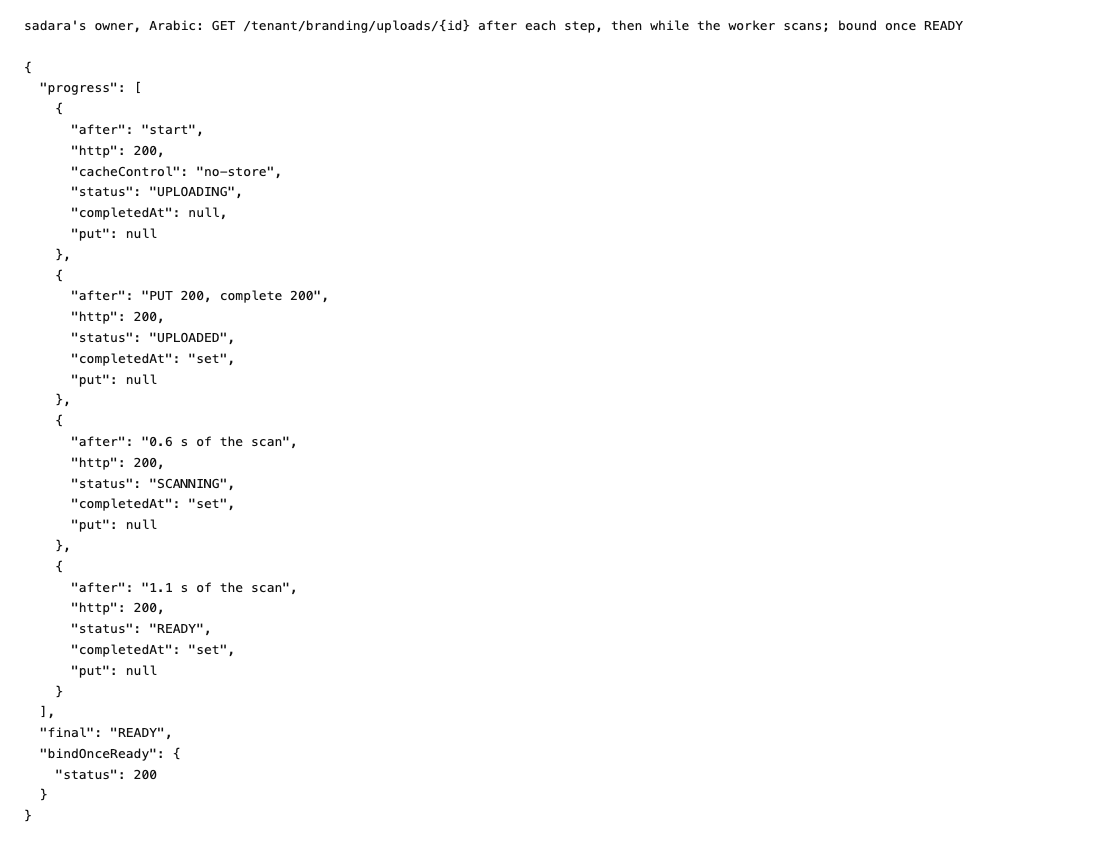 sadara's owner, Arabic: GET /tenant/branding/uploads/{id} after each step, then while the worker scans; bound once READY
{
  "progress": [
    {
      "after": "start",
      "http": 200,
      "cacheControl": "no-store",
      "status": "UPLOADING",
      "completedAt": null,
      "put": null
    },
    {
      "after": "PUT 200, complete 200",
      "http": 200,
      "status": "UPLOADED",
      "completedAt": "set",
      "put": null
    },
    {
      "after": "0.6 s of the scan",
      "http": 200,
      "status": "SCANNING",
      "completedAt": "set",
      "put": null
    },
    {
      "after": "1.1 s of the scan",
      "http": 200,
      "status": "READY",
      "completedAt": "set",
      "put": null
    }
  ],
  "final": "READY",
  "bindOnceReady": {
    "status": 200
  }
}